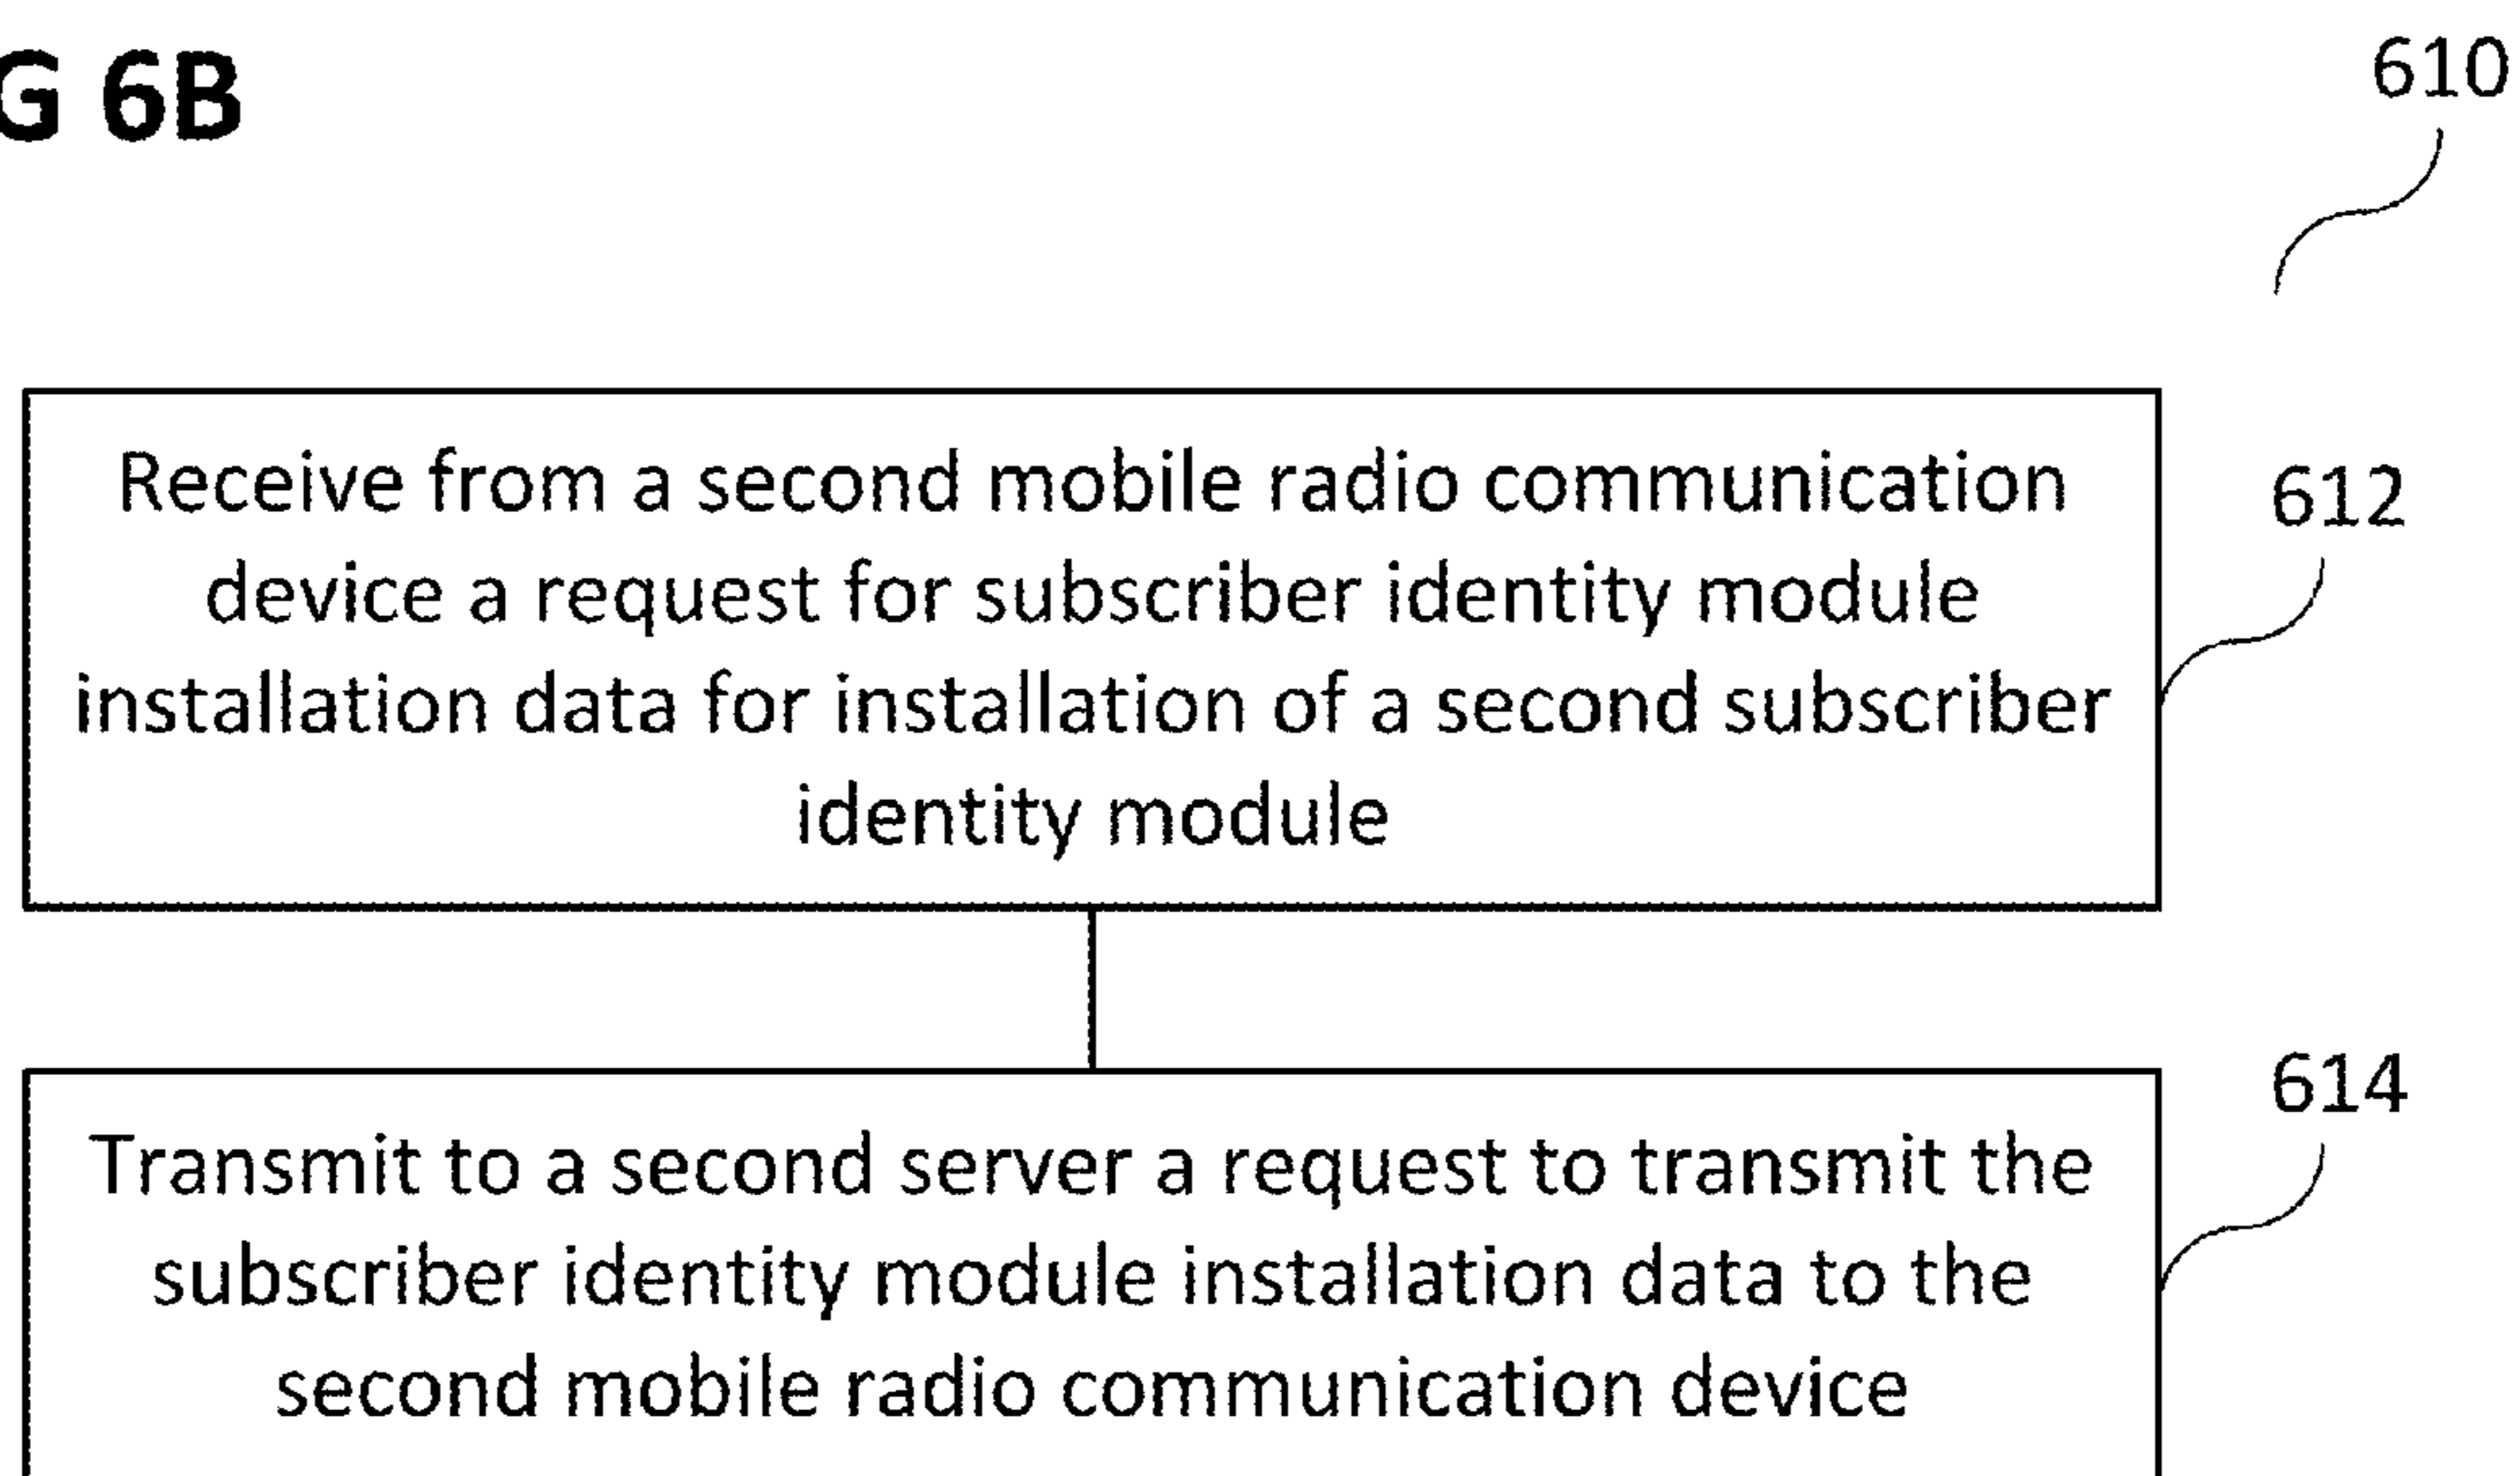 G 6B
610
Receive from a second mobile radio communication
device a request for subscriber identity module
installation data for installation of a second subscriber
identity module
612
Transmit to a second server a request to transmit the
subscriber identity module installation data to the
second mobile radio communication device
614